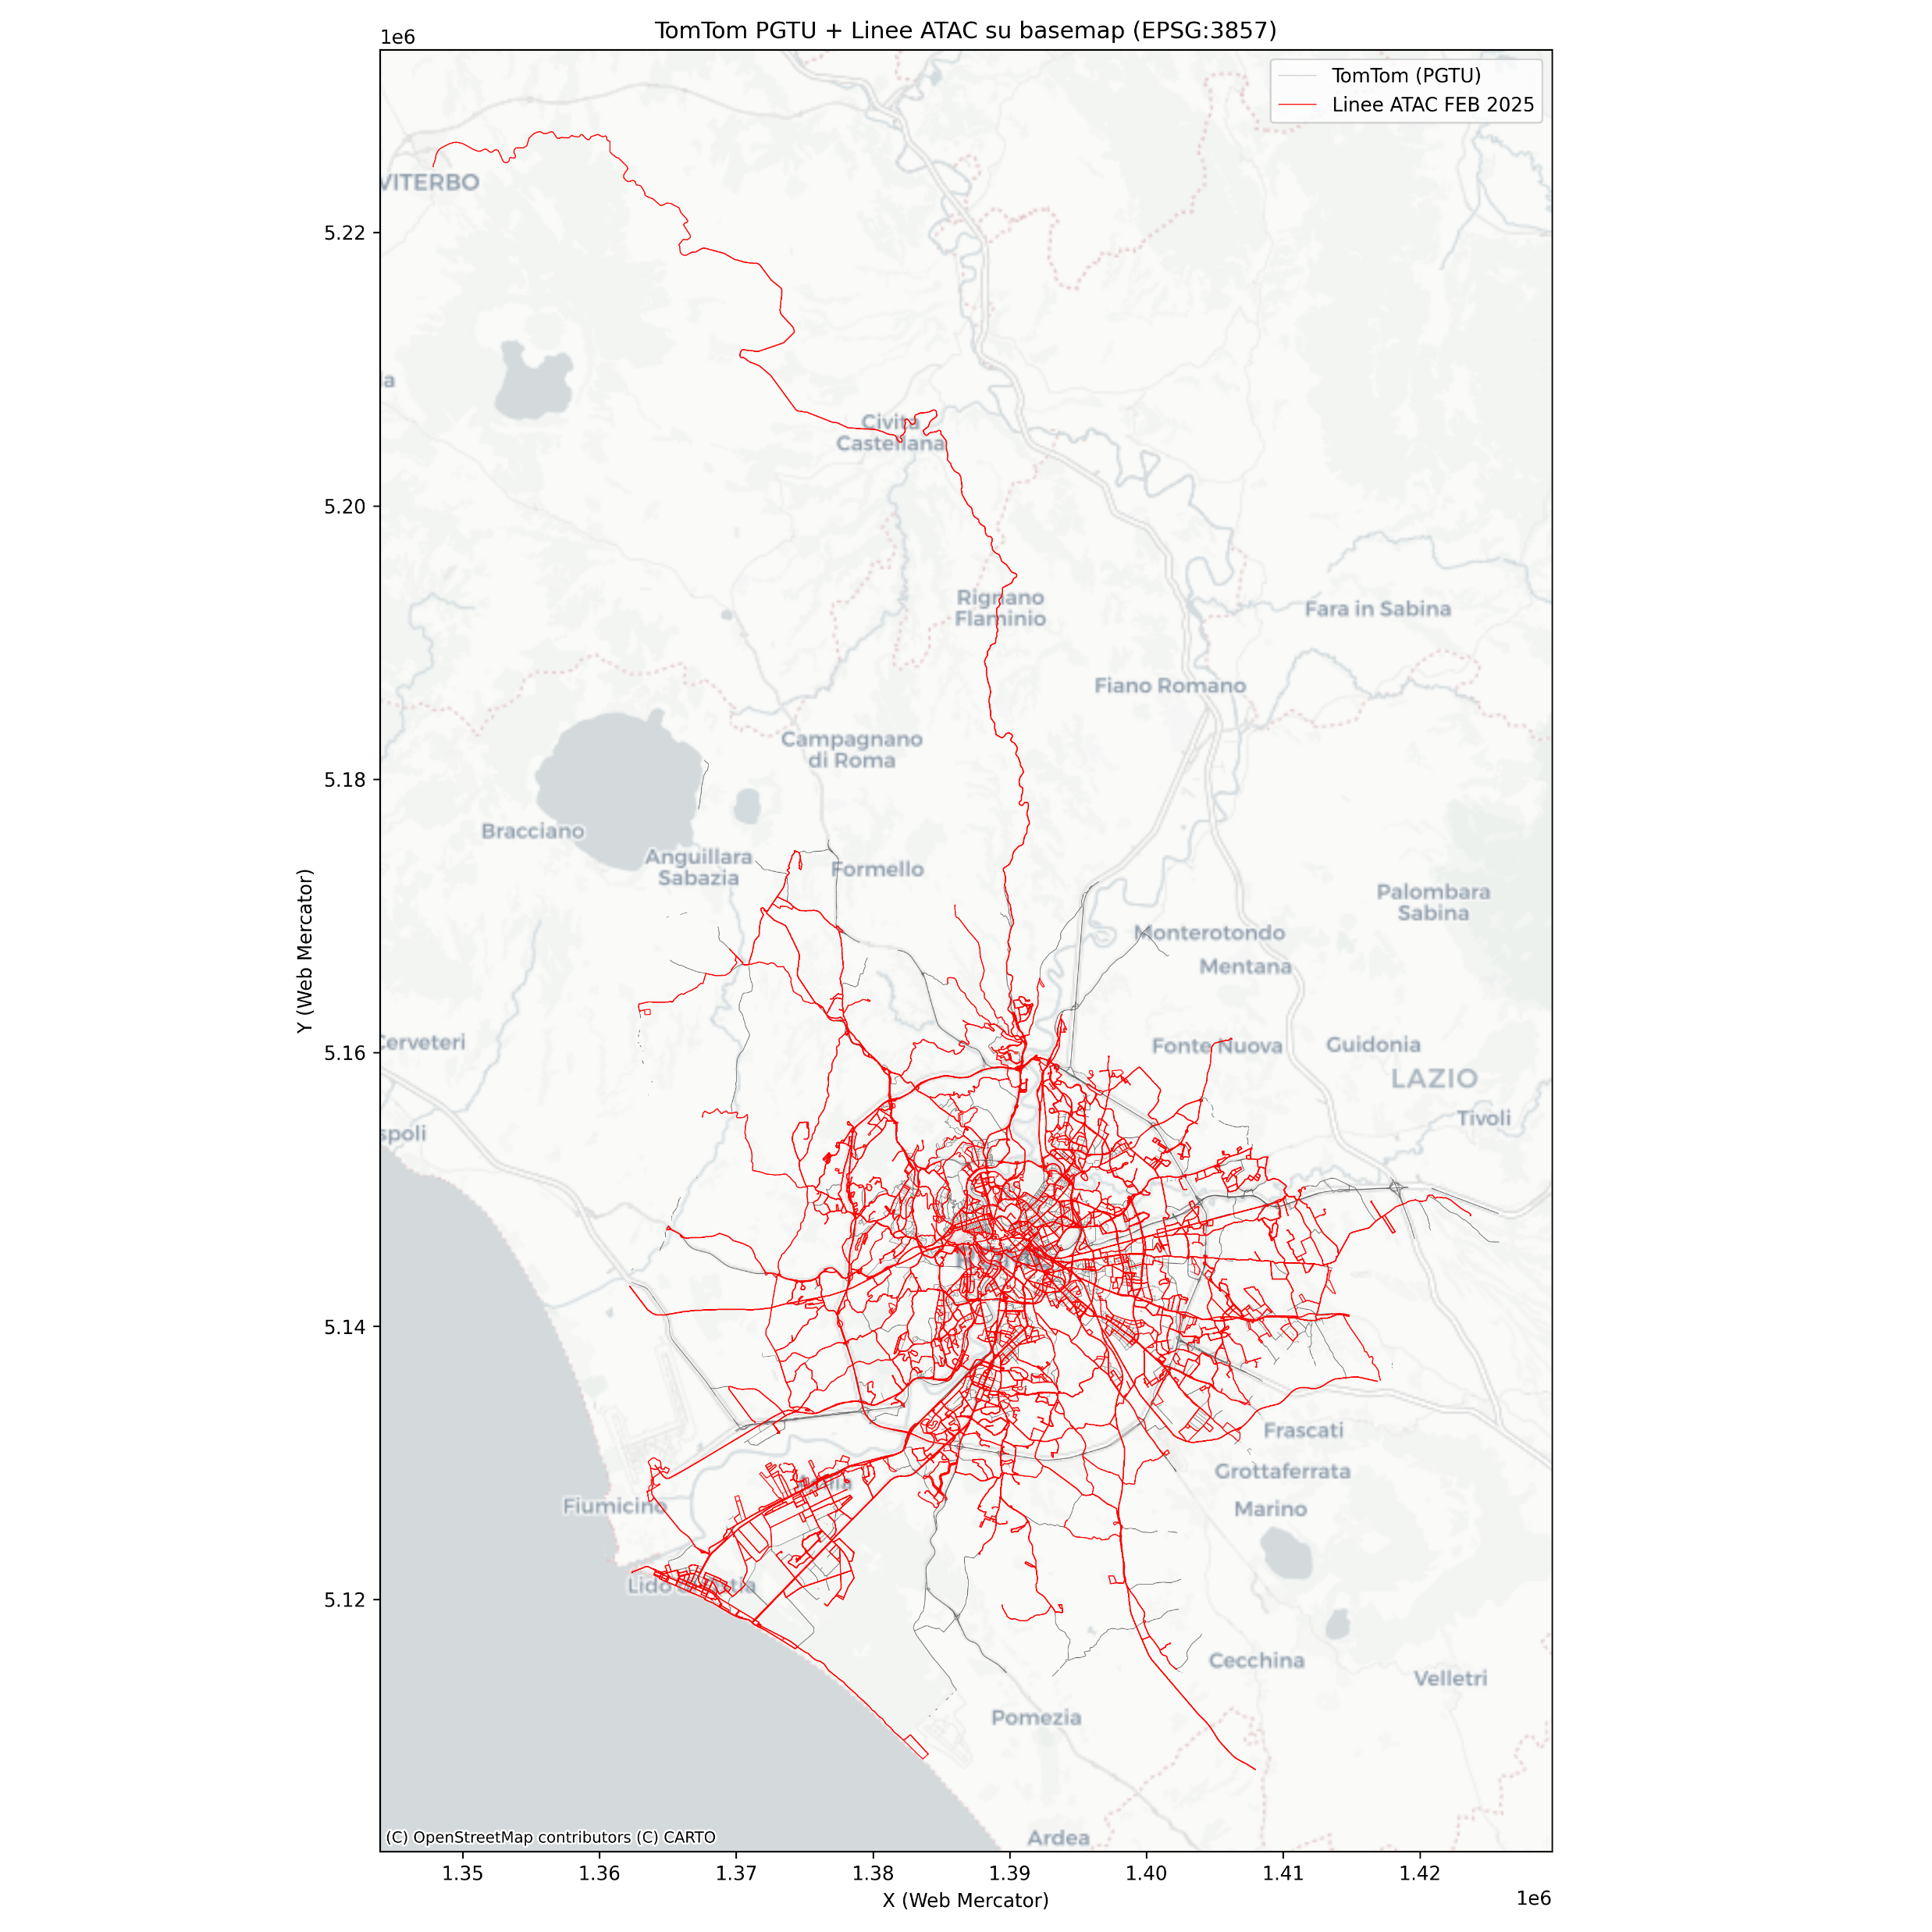 TomTom PGTU + Linee ATAC su basemap (EPSG:3857)
1e6
TomTom (PGTU)
Linee ATAC FEB 2025
VITERBO
5.22
a
Civita
Castellana
5.20
Rignano
Flaminio
Fara in Sabina
Fiano Romano
Campagnano
di Roma
5.18
Bracciano
Anguillara
Sabazia
Formello
Palombara
Sabina
Monterotondo
Mentana
Y (Web Mercator)
5.16
Cerveteri
Fonte Nuova
Guidonia
LAZIO
Tivoli
spoli
5.14
Frascati
Grottaferrata
Marino
Fiumicino
Lido di Ostia
5.12
Cecchina
Velletri
Pomezia
Ardea
(C) OpenStreetMap contributors (C) CARTO
1.35
1.36
1.37
1.38
1.39
1.40
1.41
1.42
X (Web Mercator)
1e6